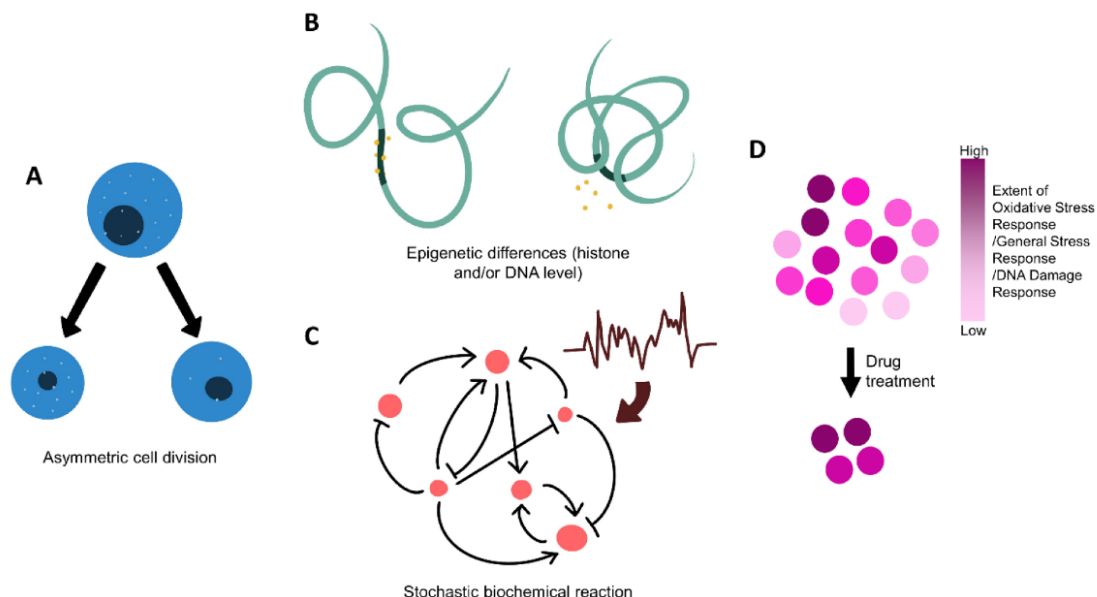 A
Asymmetric cell division
B
Epigenetic differences (histone
and/or DNA level)
C
Stochastic biochemical reaction
D
High
Extent of
Oxidative Stress
Response
/General Stress
Response
/DNA Damage
Response
Low
Drug
treatment